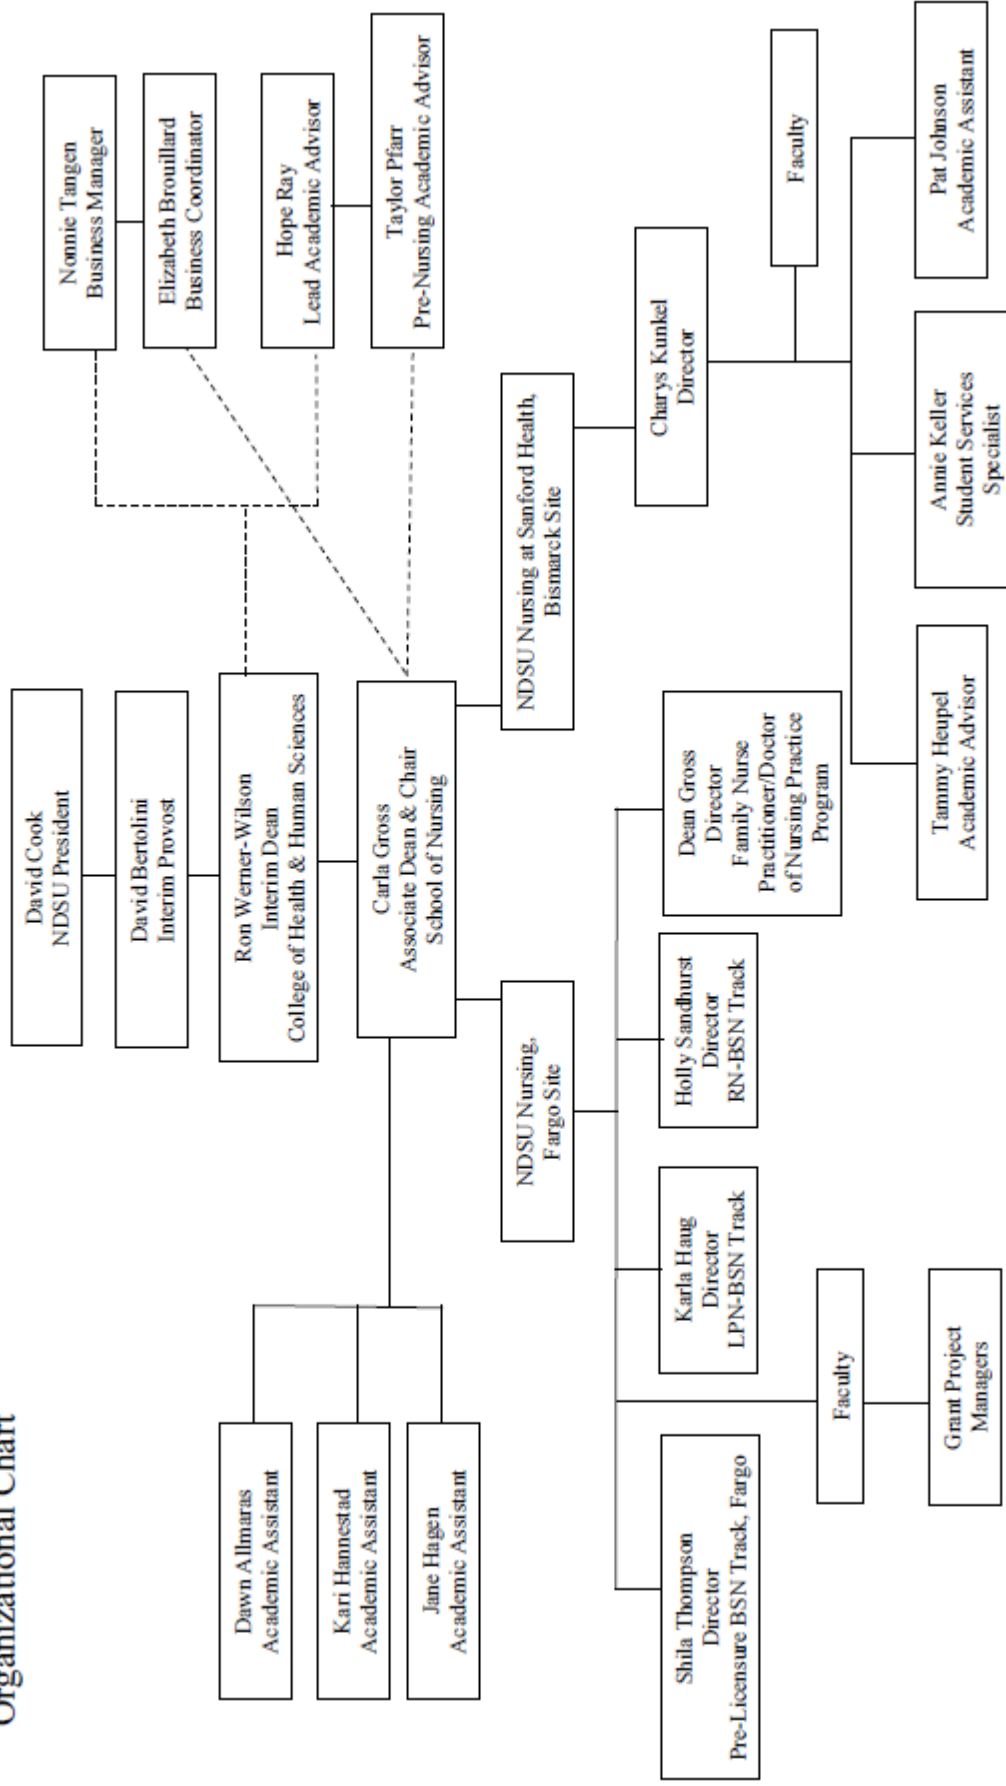 Organizational Chart
David Cook
NDSU President
David Bertolini
Interim Provost
Ron Werner-Wilson
Interim Dean
College of Health & Human Sciences
Carla Gross
Associate Dean & Chair
School of Nursing
Nonnie Tangen
Business Manager
Elizabeth Brouillard
Business Coordinator
Hope Ray
Lead Academic Advisor
Taylor Pfarr
Pre-Nursing Academic Advisor
Dawn Allmaras
Academic Assistant
Kari Hannestad
Academic Assistant
Jane Hagen
Academic Assistant
NDSU Nursing,
Fargo Site
NDSU Nursing at Sanford Health,
Bismarck Site
Shila Thompson
Director
Pre-Licensure BSN Track, Fargo
Karla Haug
Director
LPN-BSN Track
Holly Sandhurst
Director
RN-BSN Track
Dean Gross
Director
Family Nurse
Practitioner/Doctor
of Nursing Practice
Program
Charys Kunkel
Director
Faculty
Grant Project
Managers
Faculty
Tammy Heupel
Academic Advisor
Annie Keller
Student Services
Specialist
Pat Johnson
Academic Assistant